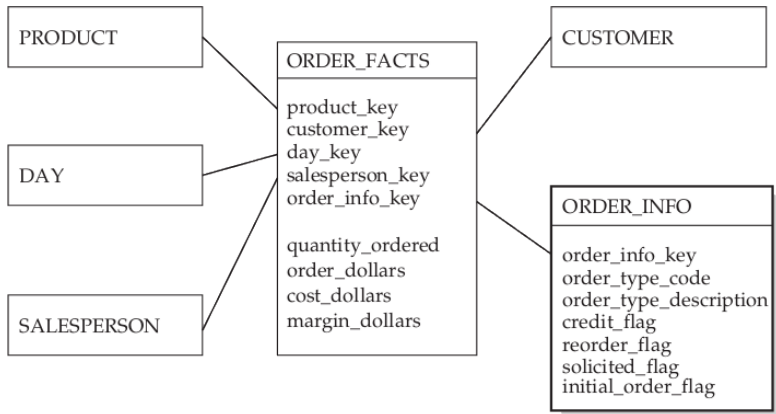 PRODUCT
DAY
SALESPERSON
ORDER_FACTS
product_key
customer_key
day_key
salesperson_key
order_info_key
quantity_ordered
order_dollars
cost_dollars
margin_dollars
CUSTOMER
ORDER_INFO
order_info_key
order_type_code
order_type_description
credit_flag
reorder_flag
solicited_flag
initial_order_flag